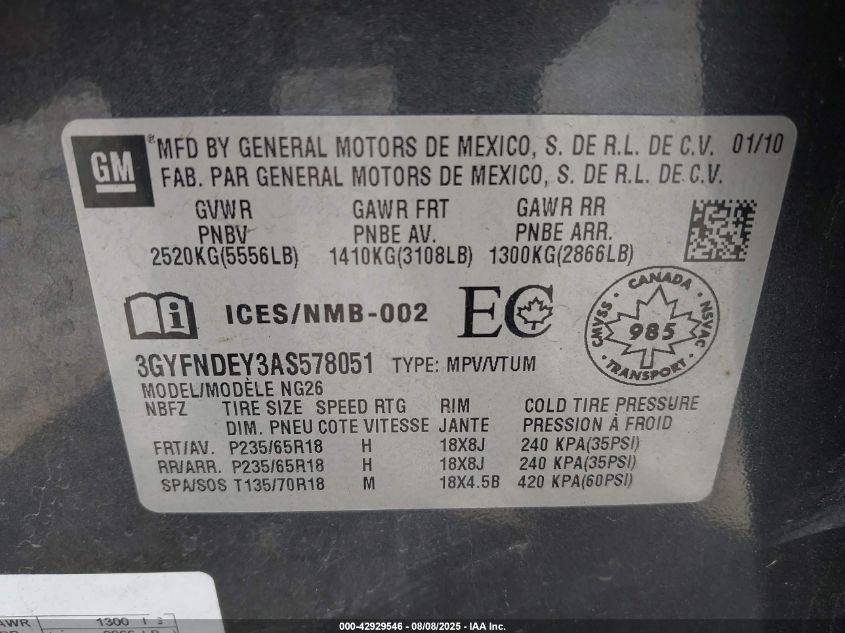 GM
®MFD BY GENERAL MOTORS DE MEXICO, S. DE R.L. DE C.V. 01/10
FAB. PAR GENERAL MOTORS DE MEXICO, S. DE R.L. DE C.V.
GVWR GAWR FRT GAWR RR
PNBV PNBE AV. PNBE ARR.
2520KG(5556LB) 1410KG(3108LB) 1300KG(2866LB)
i ICES/NMB-002 EC
CANADA
CMVSS 985 NSVAC
3GYFNDEY3AS578051 TYPE: MPV/VTUM
MODEL/MODÈLE NG26
NBFZ TIRE SIZE SPEED RTG RIM COLD TIRE PRESSURE
DIM. PNEU COTE VITESSE JANTE PRESSION À FROID
FRT/AV. P235/65R18 H 18X8J 240 KPA(35PSI)
RR/ARR. P235/65R18 H 18X8J 240 KPA(35PSI)
SPA/SOS T135/70R18 M 18X4.5B 420 KPA(60PSI)
1300
000-42929546 - 08/08/2025 - IAA Inc.